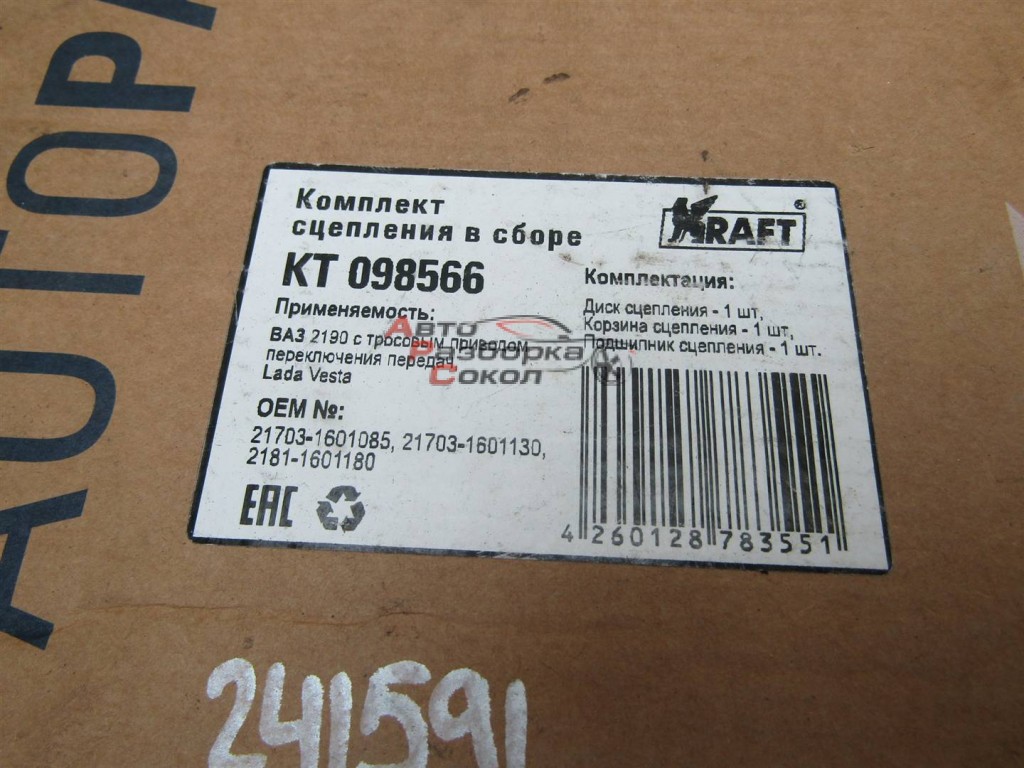 AUTOPA
Комплект
сцепления в сборе
KRAFT ®
КТ 098566
Применяемость:
ВАЗ 2190 с тросовым приводом
переключения передач
Lada Vesta
OEM №:
21703-1601085, 21703-1601130,
2181-1601180
EAC
Комплектация:
Диск сцепления - 1 шт,
Корзина сцепления - 1 шт,
Подшипник сцепления - 1 шт.
4 260128 783551
Авто
Разборка
Сокол
241591